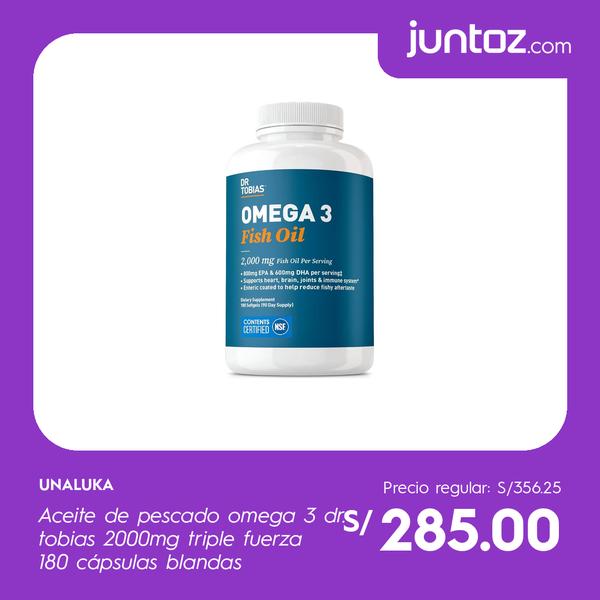 juntoz.com
DR
TOBIAS
OMEGA 3
Fish Oil
2,000 mg Fish Oil Per Serving
• 800mg EPA & 600mg DHA per serving‡
• Supports heart, brain, joints & immune system*
• Enteric coated to help reduce fishy aftertaste
Dietary Supplement
180 Softgels (90 Day Supply)
CONTENTS
CERTIFIED NSF
UNALUKA
Precio regular: S/356.25
Aceite de pescado omega 3 dr.
tobias 2000mg triple fuerza
180 cápsulas blandas
S/ 285.00